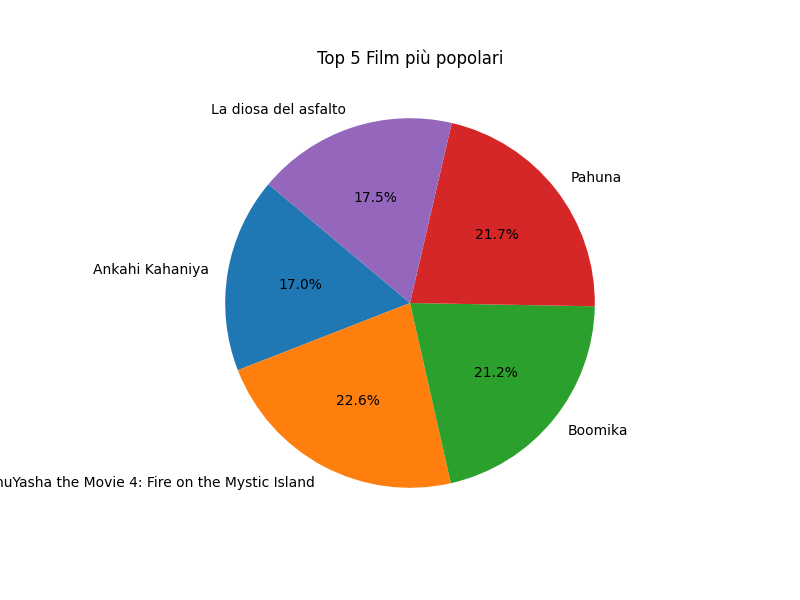 Top 5 Film più popolari
La diosa del asfalto
Pahuna
17.5%
21.7%
Ankahi Kahaniya
17.0%
21.2%
22.6%
Boomika
the Movie 4: Fire on the Mystic Island